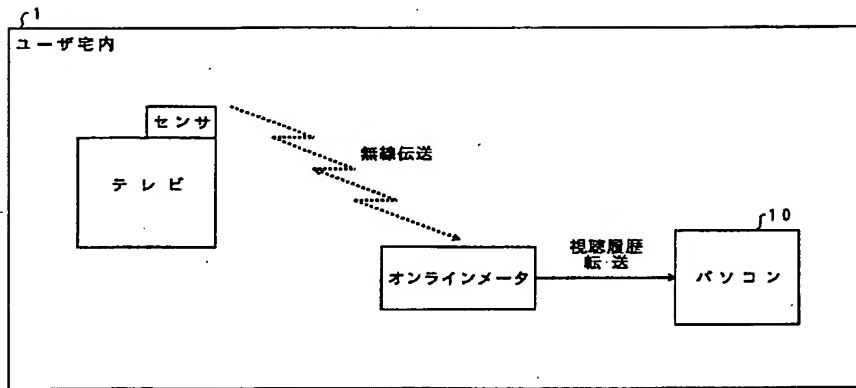 1
ユーザ宅内
センサ
テレビ
無線伝送
10
視聴履歴
転送
オンラインメータ
パソコン